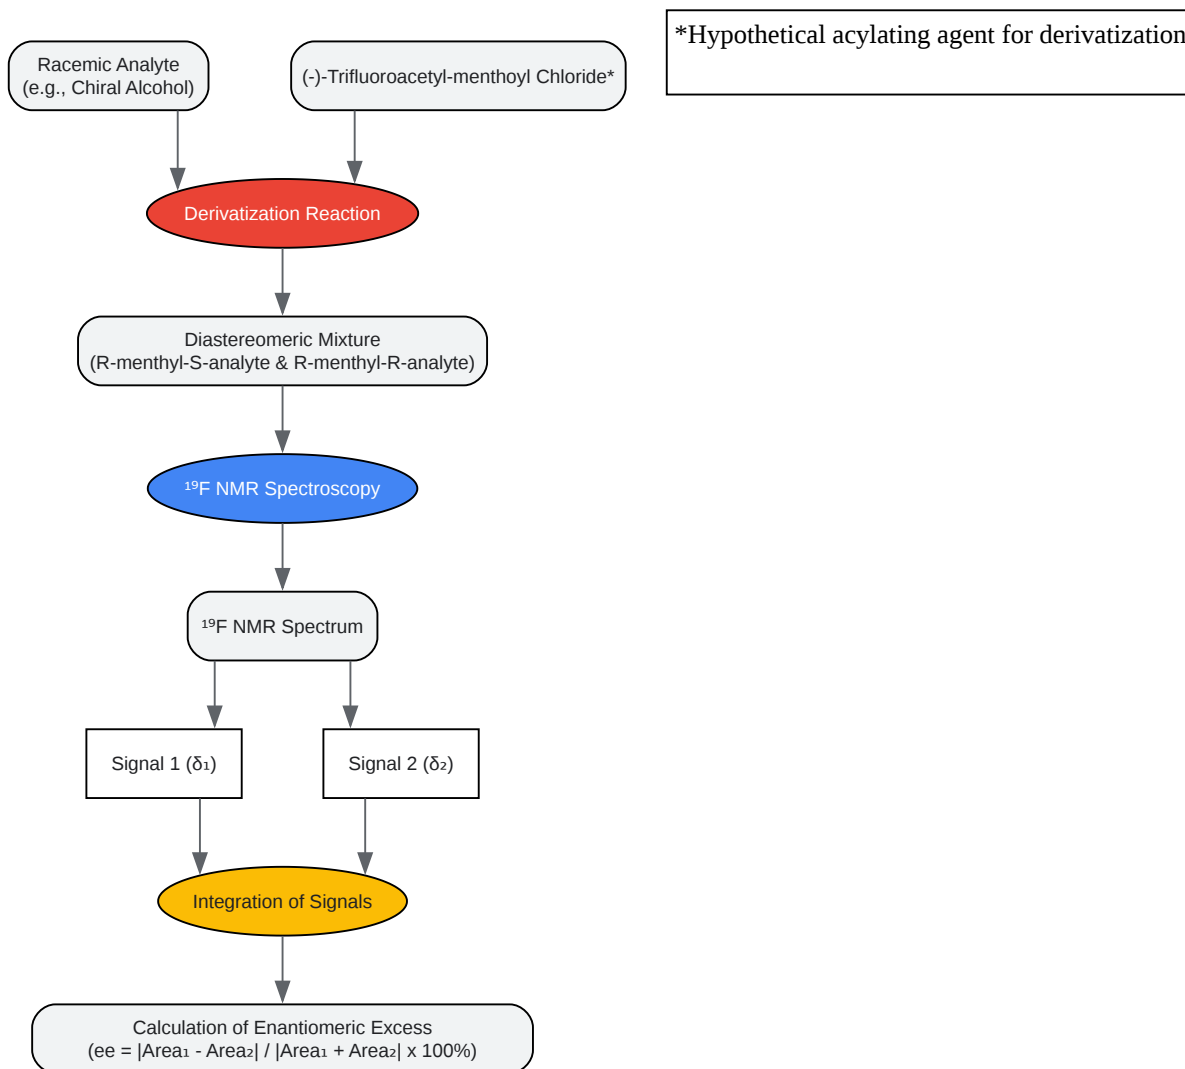 Racemic Analyte
(e.g., Chiral Alcohol)
(-)-Trifluoroacetyl-menthoyl Chloride*
*Hypothetical acylating agent for derivatization
Derivatization Reaction
Diastereomeric Mixture
(R-menthyl-S-analyte & R-menthyl-R-analyte)
¹⁹F NMR Spectroscopy
¹⁹F NMR Spectrum
Signal 1 (δ₁)
Signal 2 (δ₂)
Integration of Signals
Calculation of Enantiomeric Excess
(ee = |Area₁ - Area₂| / |Area₁ + Area₂| x 100%)